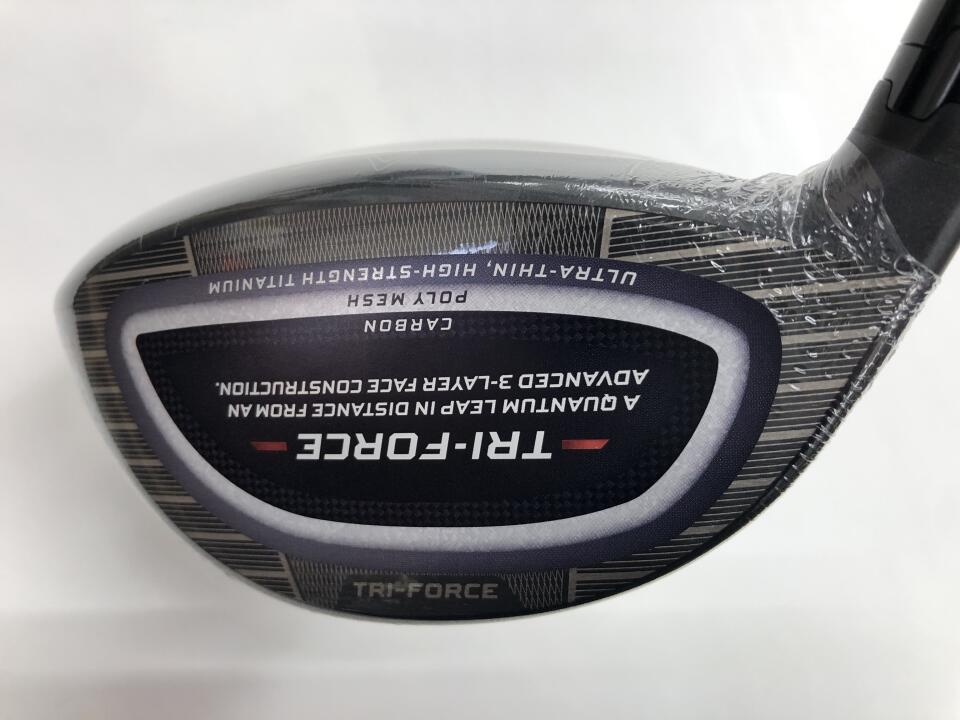 TRI-FORCE
A QUANTUM LEAP IN DISTANCE FROM AN
ADVANCED 3-LAYER FACE CONSTRUCTION.
CARBON
POLY MESH
ULTRA-THIN, HIGH-STRENGTH TITANIUM
TRI-FORCE